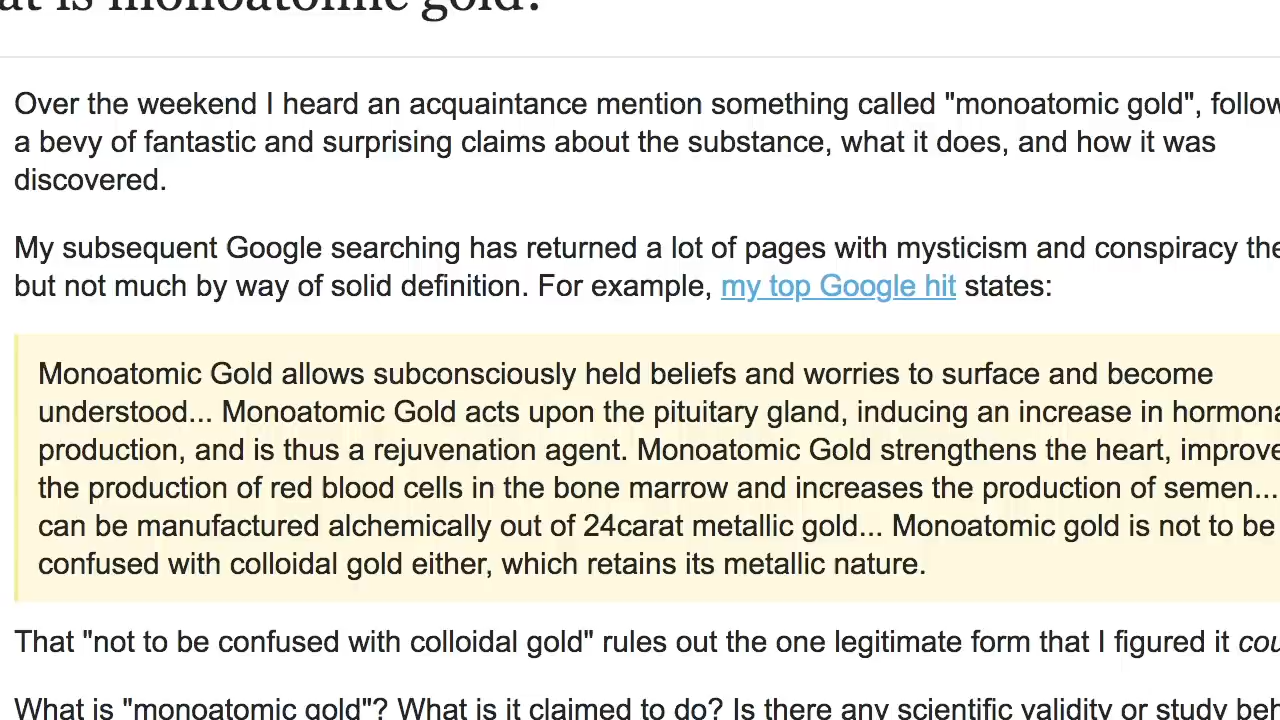 at is monoatomic gold?
Over the weekend I heard an acquaintance mention something called "monoatomic gold", follow
a bevy of fantastic and surprising claims about the substance, what it does, and how it was
discovered.
My subsequent Google searching has returned a lot of pages with mysticism and conspiracy the
but not much by way of solid definition. For example, my top Google hit states:
Monoatomic Gold allows subconsciously held beliefs and worries to surface and become
understood... Monoatomic Gold acts upon the pituitary gland, inducing an increase in hormona
production, and is thus a rejuvenation agent. Monoatomic Gold strengthens the heart, improve
the production of red blood cells in the bone marrow and increases the production of semen...
can be manufactured alchemically out of 24carat metallic gold... Monoatomic gold is not to be
confused with colloidal gold either, which retains its metallic nature.
That "not to be confused with colloidal gold" rules out the one legitimate form that I figured it cou
What is "monoatomic gold"? What is it claimed to do? Is there any scientific validity or study beh